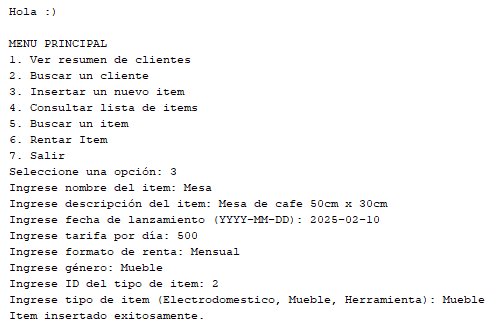 Hola :)
MENU PRINCIPAL
1. Ver resumen de clientes
2. Buscar un cliente
3. Insertar un nuevo item
4. Consultar lista de items
5. Buscar un item
6. Rentar Item
7. Salir
Seleccione una opción: 3
Ingrese nombre del item: Mesa
Ingrese descripción del item: Mesa de cafe 50cm x 30cm
Ingrese fecha de lanzamiento (YYYY-MM-DD): 2025-02-10
Ingrese tarifa por día: 500
Ingrese formato de renta: Mensual
Ingrese género: Mueble
Ingrese ID del tipo de item: 2
Ingrese tipo de item (Electrodomestico, Mueble, Herramienta): Mueble
Item insertado exitosamente.